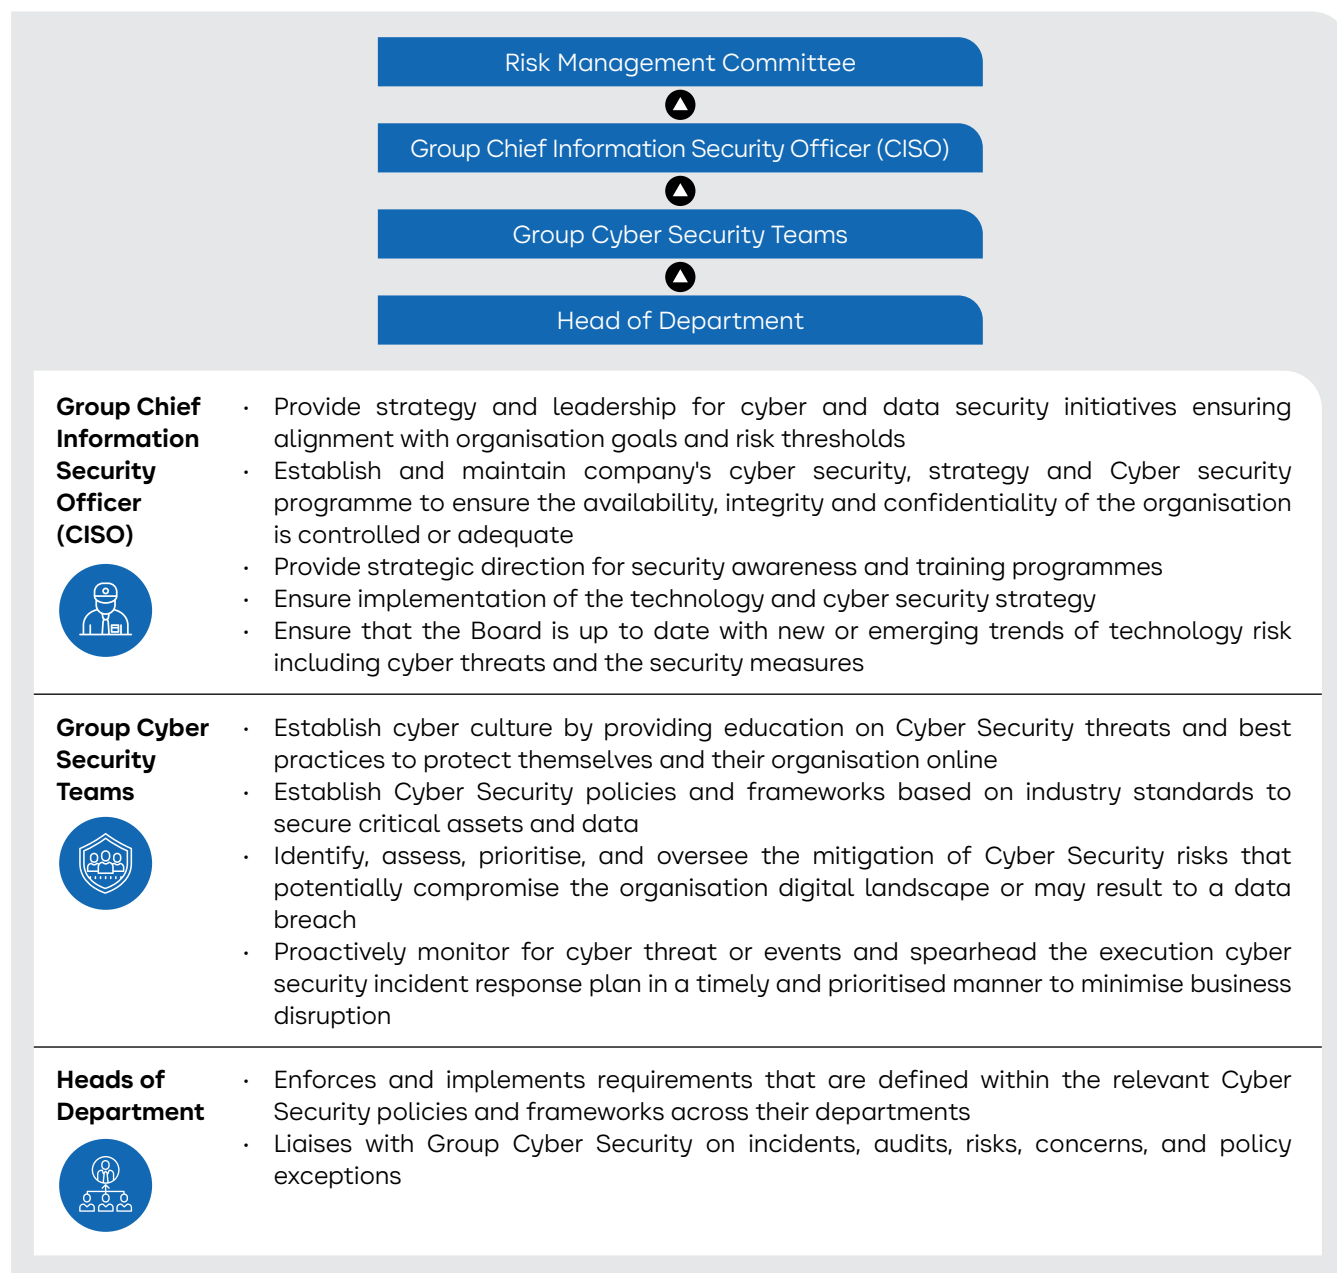 Risk Management Committee
Group Chief Information Security Officer (CISO)
Group Cyber Security Teams
Head of Department
Group Chief
Information
Security
Officer
(CISO)
· Provide strategy and leadership for cyber and data security initiatives ensuring
alignment with organisation goals and risk thresholds
· Establish and maintain company's cyber security, strategy and Cyber security
programme to ensure the availability, integrity and confidentiality of the organisation
is controlled or adequate
· Provide strategic direction for security awareness and training programmes
· Ensure implementation of the technology and cyber security strategy
· Ensure that the Board is up to date with new or emerging trends of technology risk
including cyber threats and the security measures
Group Cyber
Security
Teams
· Establish cyber culture by providing education on Cyber Security threats and best
practices to protect themselves and their organisation online
· Establish Cyber Security policies and frameworks based on industry standards to
secure critical assets and data
· Identify, assess, prioritise, and oversee the mitigation of Cyber Security risks that
potentially compromise the organisation digital landscape or may result to a data
breach
· Proactively monitor for cyber threat or events and spearhead the execution cyber
security incident response plan in a timely and prioritised manner to minimise business
disruption
Heads of
Department
· Enforces and implements requirements that are defined within the relevant Cyber
Security policies and frameworks across their departments
· Liaises with Group Cyber Security on incidents, audits, risks, concerns, and policy
exceptions